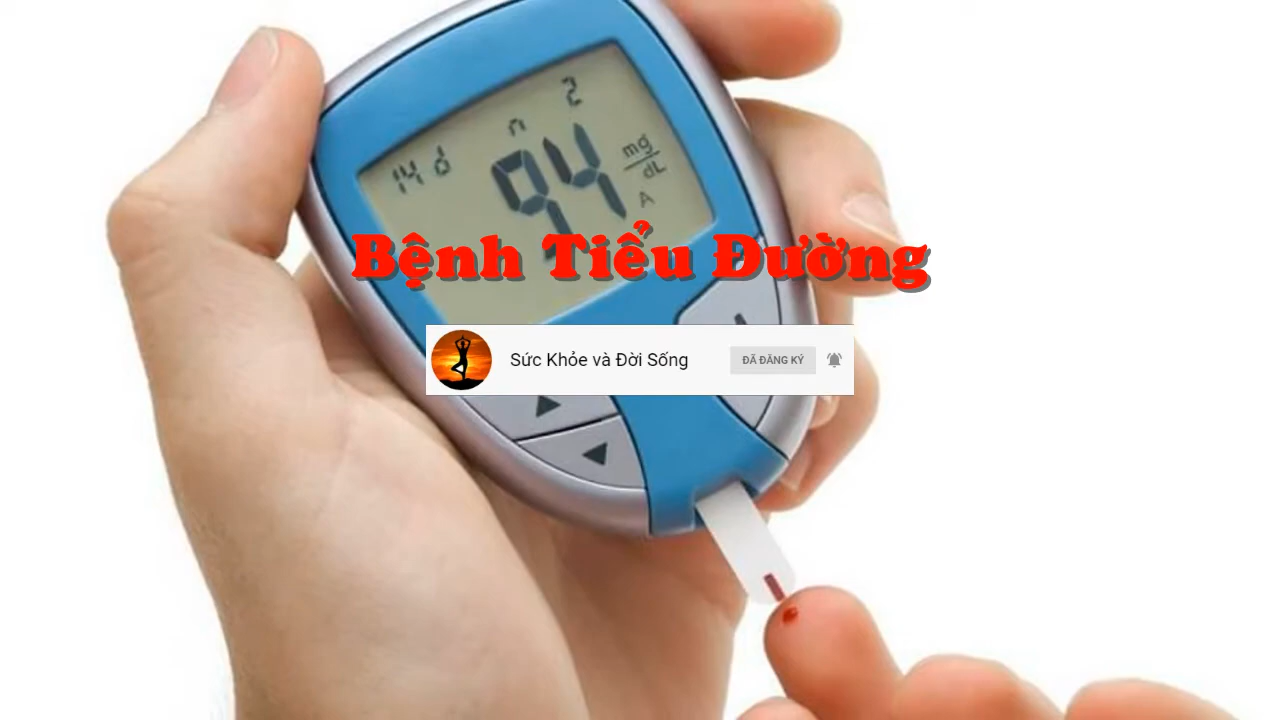 2
n
14 d
94
mg
dL
A
Bệnh Tiểu Đường
Sức Khỏe và Đời Sống
ĐÃ ĐĂNG KÝ